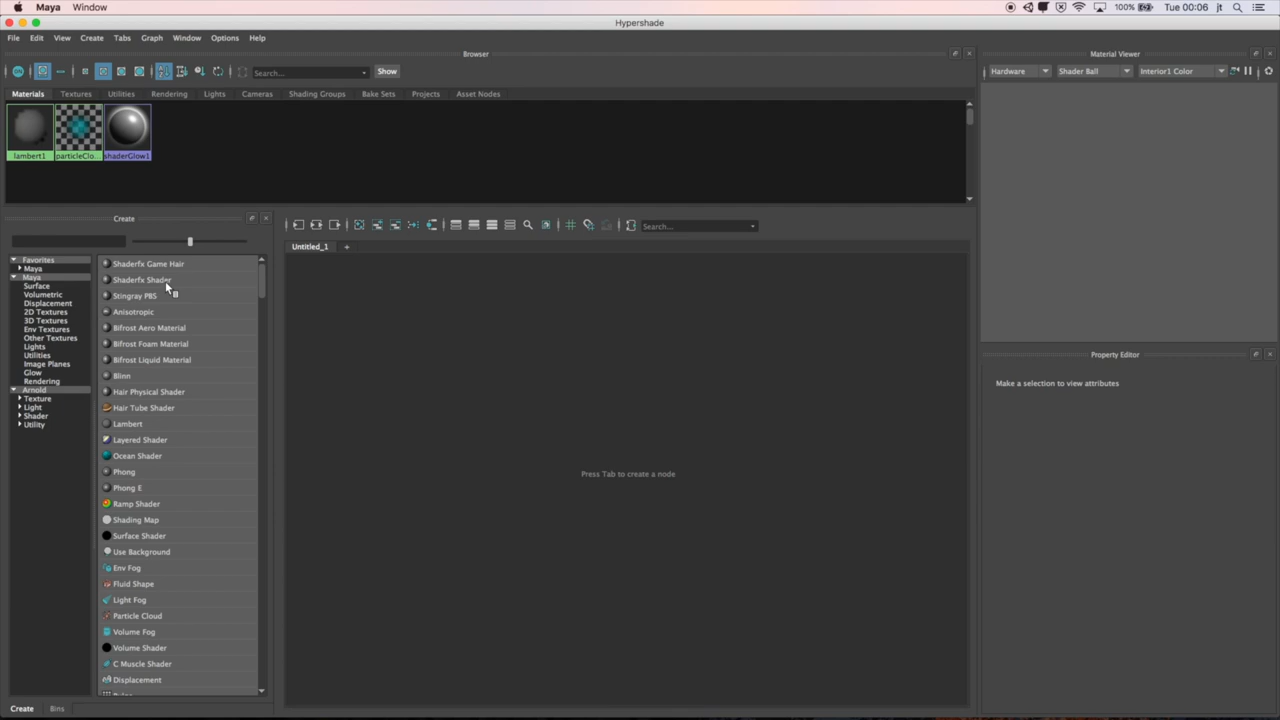 Maya Window 100% Tue 00:06 jt
Hypershade
File Edit View Create Tabs Graph Window Options Help
Browser
Search... Show
Materials Textures Utilities Rendering Lights Cameras Shading Groups Bake Sets Projects Asset Nodes
lambert1 particleClo... shaderGlow1
Material Viewer
Hardware Shader Ball Interior1 Color
Create
Search...
Untitled_1 +
Favorites
Maya
Maya
Surface
Volumetric
Displacement
2D Textures
3D Textures
Env Textures
Other Textures
Lights
Utilities
Image Planes
Glow
Rendering
Arnold
Texture
Light
Shader
Utility
Shaderfx Game Hair
Shaderfx Shader
Stingray PBS
Anisotropic
Bifrost Aero Material
Bifrost Foam Material
Bifrost Liquid Material
Blinn
Hair Physical Shader
Hair Tube Shader
Lambert
Layered Shader
Ocean Shader
Phong
Phong E
Ramp Shader
Shading Map
Surface Shader
Use Background
Env Fog
Fluid Shape
Light Fog
Particle Cloud
Volume Fog
Volume Shader
C Muscle Shader
Displacement
Press Tab to create a node
Property Editor
Make a selection to view attributes
Create Bins